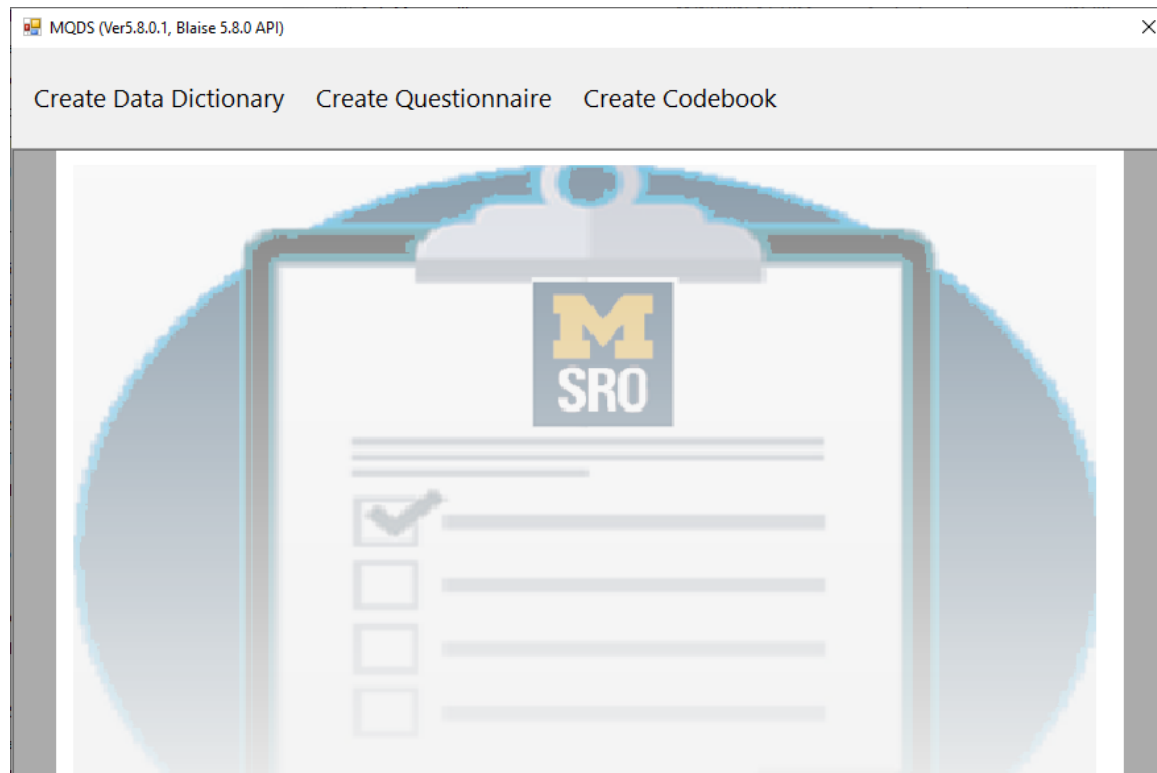 MQDS (Ver5.8.0.1, Blaise 5.8.0 API)
Create Data Dictionary Create Questionnaire Create Codebook
M
SRO